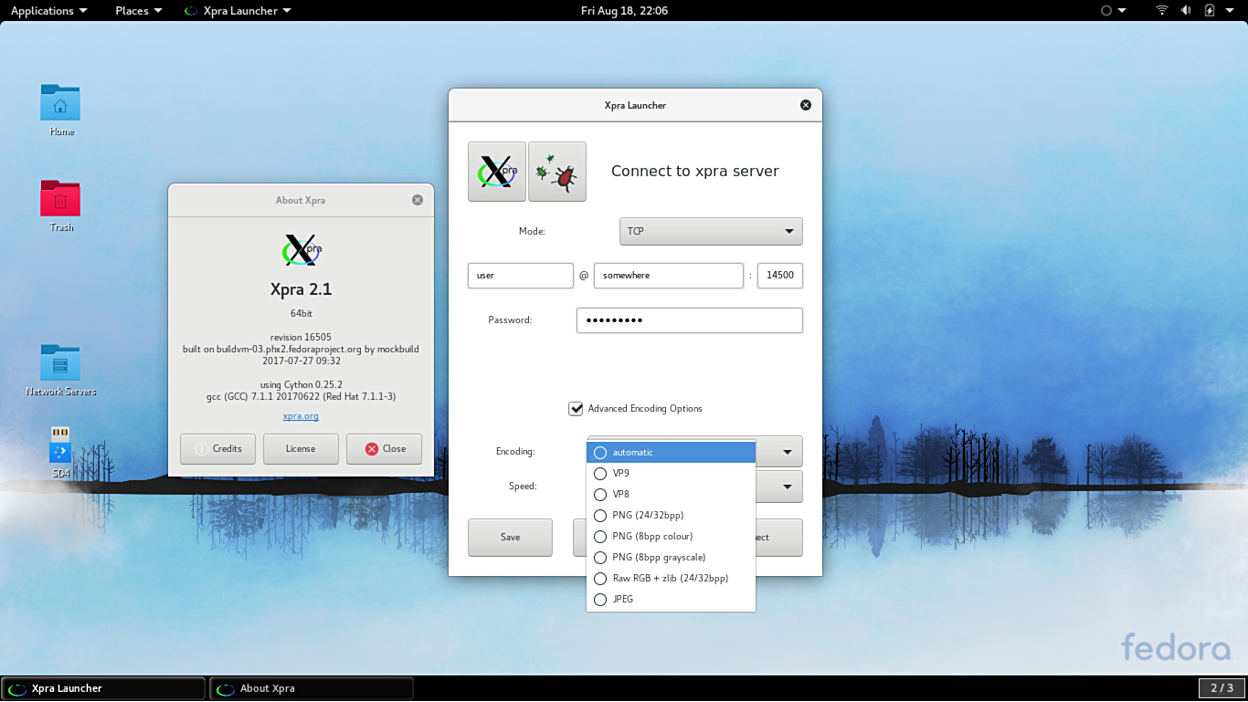 Applications Places Xpra Launcher Fri Aug 18, 22:06
Home
Trash
Network Servers
SD4
About Xpra
pra
Xpra 2.1
64bit
revision 16505
built on buildvm-03.phx2.fedoraproject.org by mockbuild
2017-07-27 09:32
using Cython 0.25.2
gcc (GCC) 7.1.1 20170622 (Red Hat 7.1.1-3)
xpra.org
Credits License Close
Xpra Launcher
Xpra
Connect to xpra server
Mode: TCP
user @ somewhere : 14500
Password: •••••••••
Advanced Encoding Options
Encoding:
Speed:
automatic
VP9
VP8
PNG (24/32bpp)
PNG (8bpp colour)
PNG (8bpp grayscale)
Raw RGB + zlib (24/32bpp)
JPEG
Save ect
fedora
Xpra Launcher About Xpra 2 / 3